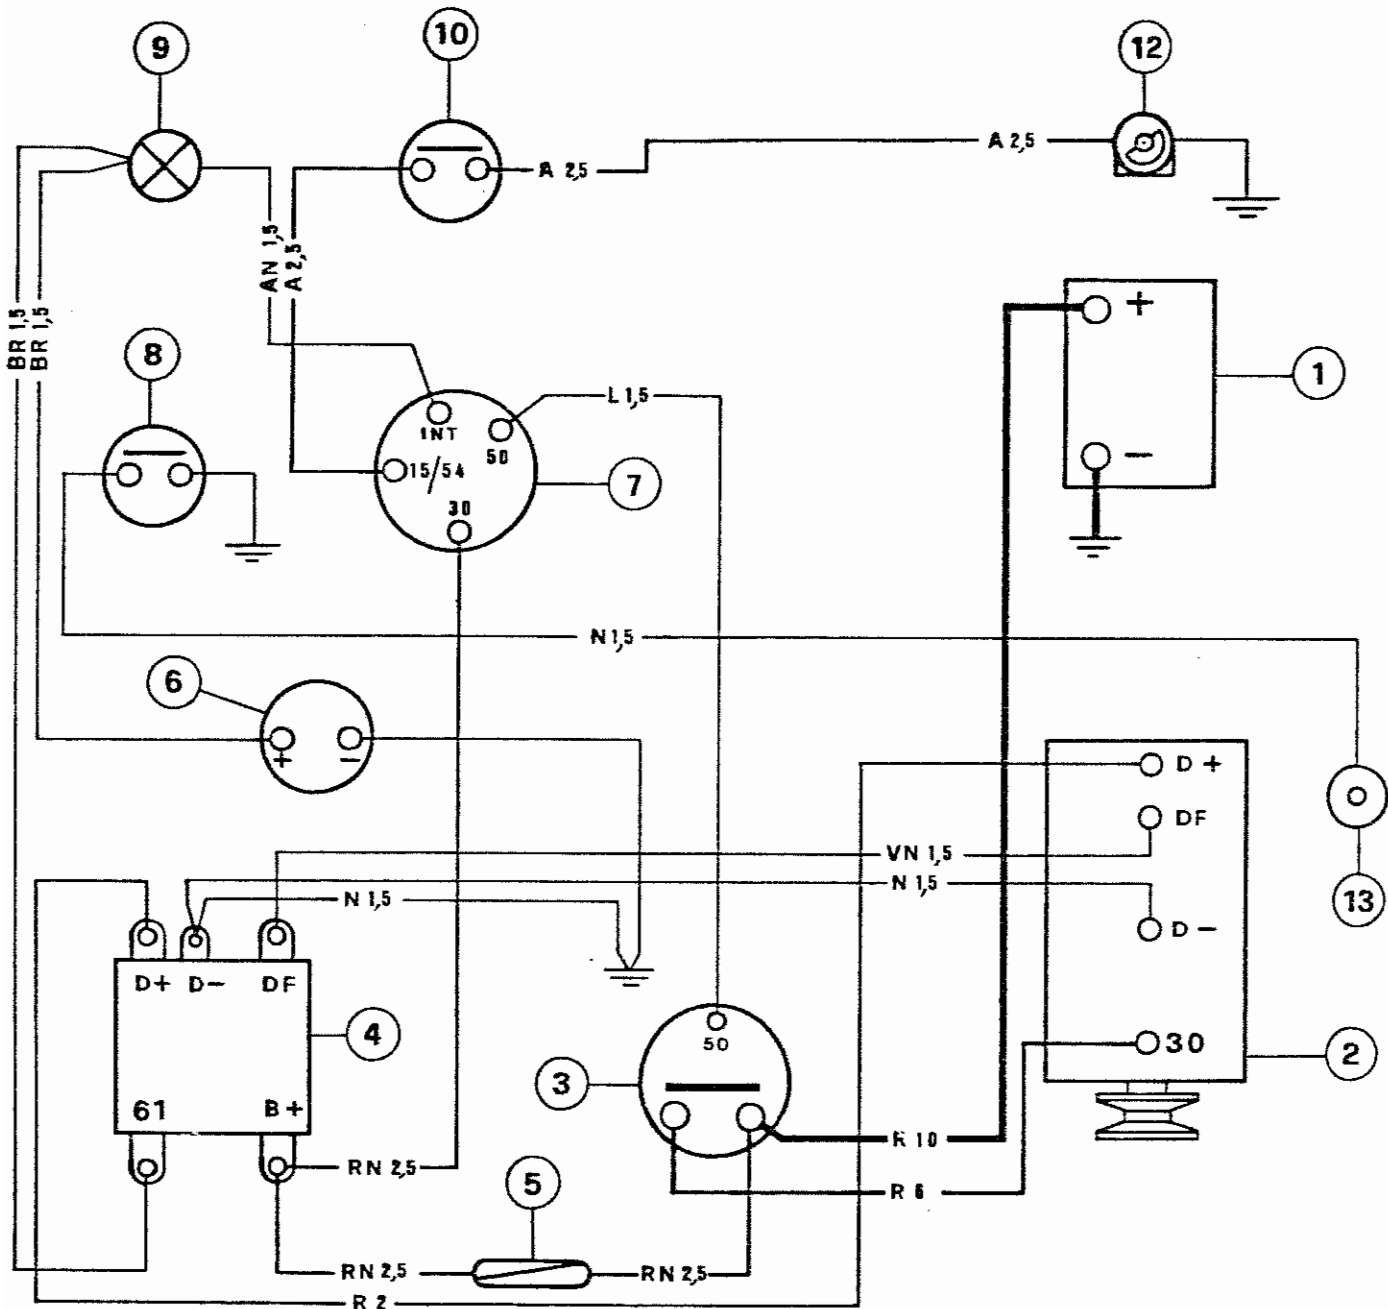 9
10
12
A 2,5
A 2,5
AN 1,5
A 2,5
BR 1,5
BR 1,5
+
1
8
L 1,5
INT
50
15/54
30
7
−
N 1,5
6
+ −
D +
DF
VN 1,5
N 1,5
N 1,5
13
D −
D+ D− DF
4
50
30
2
3
61
B+
R 10
RN 2,5
5
R 6
RN 2,5
RN 2,5
R 2